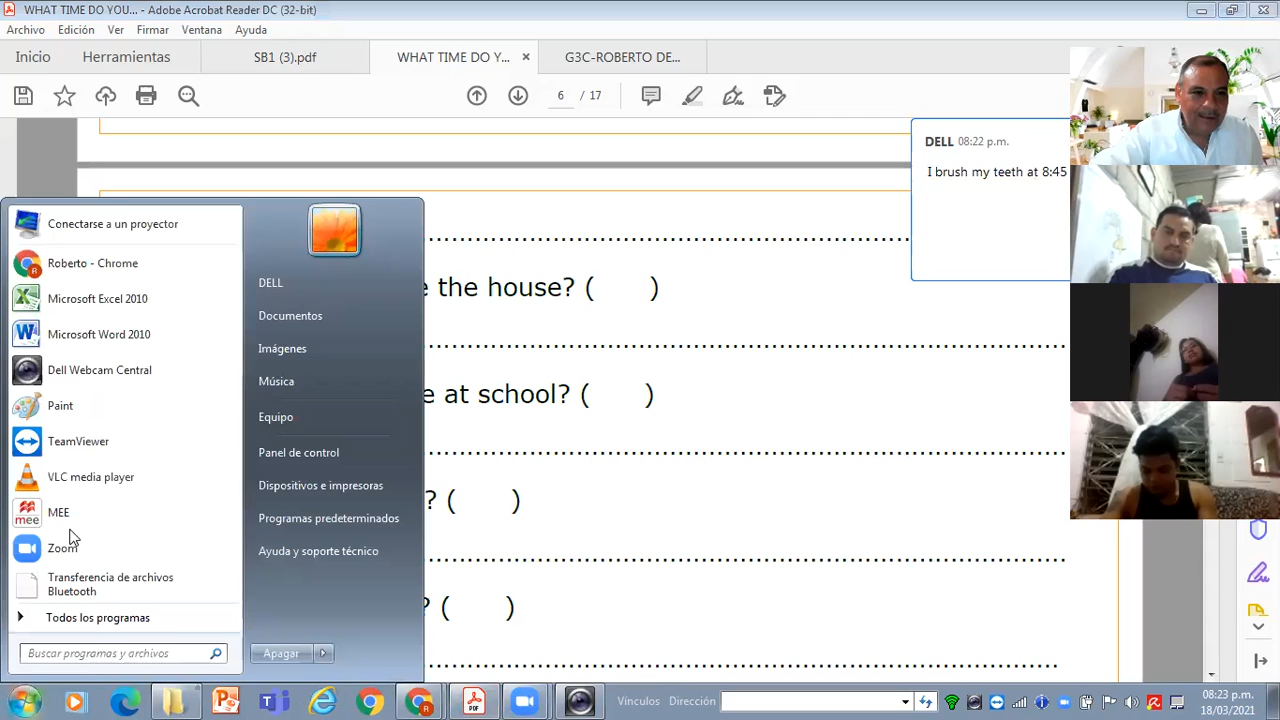 WHAT TIME DO YOU... - Adobe Acrobat Reader DC (32-bit)
Archivo Edición Ver Firmar Ventana Ayuda
Inicio Herramientas SB1 (3).pdf WHAT TIME DO Y... × G3C-ROBERTO DE...
6 / 17
DELL 08:22 p.m.
I brush my teeth at 8:45
e the house? ( )
e at school? ( )
? ( )
? ( )
Conectarse a un proyector
Roberto - Chrome
Microsoft Excel 2010
Microsoft Word 2010
Dell Webcam Central
Paint
TeamViewer
VLC media player
MEE
Zoom
Transferencia de archivos
Bluetooth
Todos los programas
Buscar programas y archivos
DELL
Documentos
Imágenes
Música
Equipo
Panel de control
Dispositivos e impresoras
Programas predeterminados
Ayuda y soporte técnico
Apagar
Vínculos Dirección
08:23 p.m.
18/03/2021